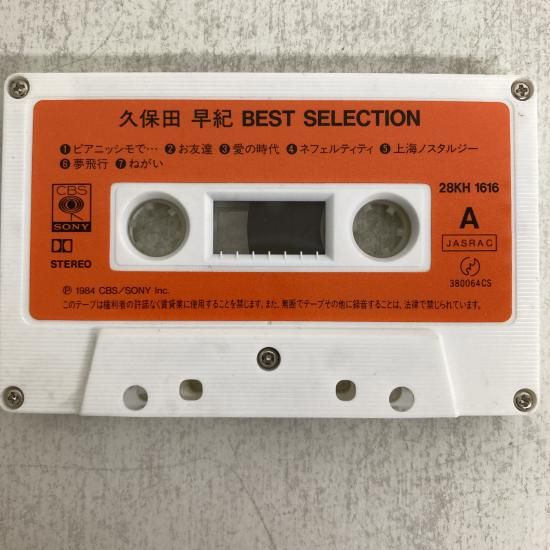 久保田 早紀 BEST SELECTION
❶ピアニッシモで… ❷お友達 ❸愛の時代 ❹ネフェルティティ ❺上海ノスタルジー
❻夢飛行 ❼ねがい
CBS
SONY
STEREO
28KH 1616
A
JASRAC
380064CS
Ⓟ 1984 CBS/SONY Inc.
このテープは権利者の許諾なく賃貸業に使用することを禁じます。また、無断でテープその他に録音することは、法律で禁じられています。